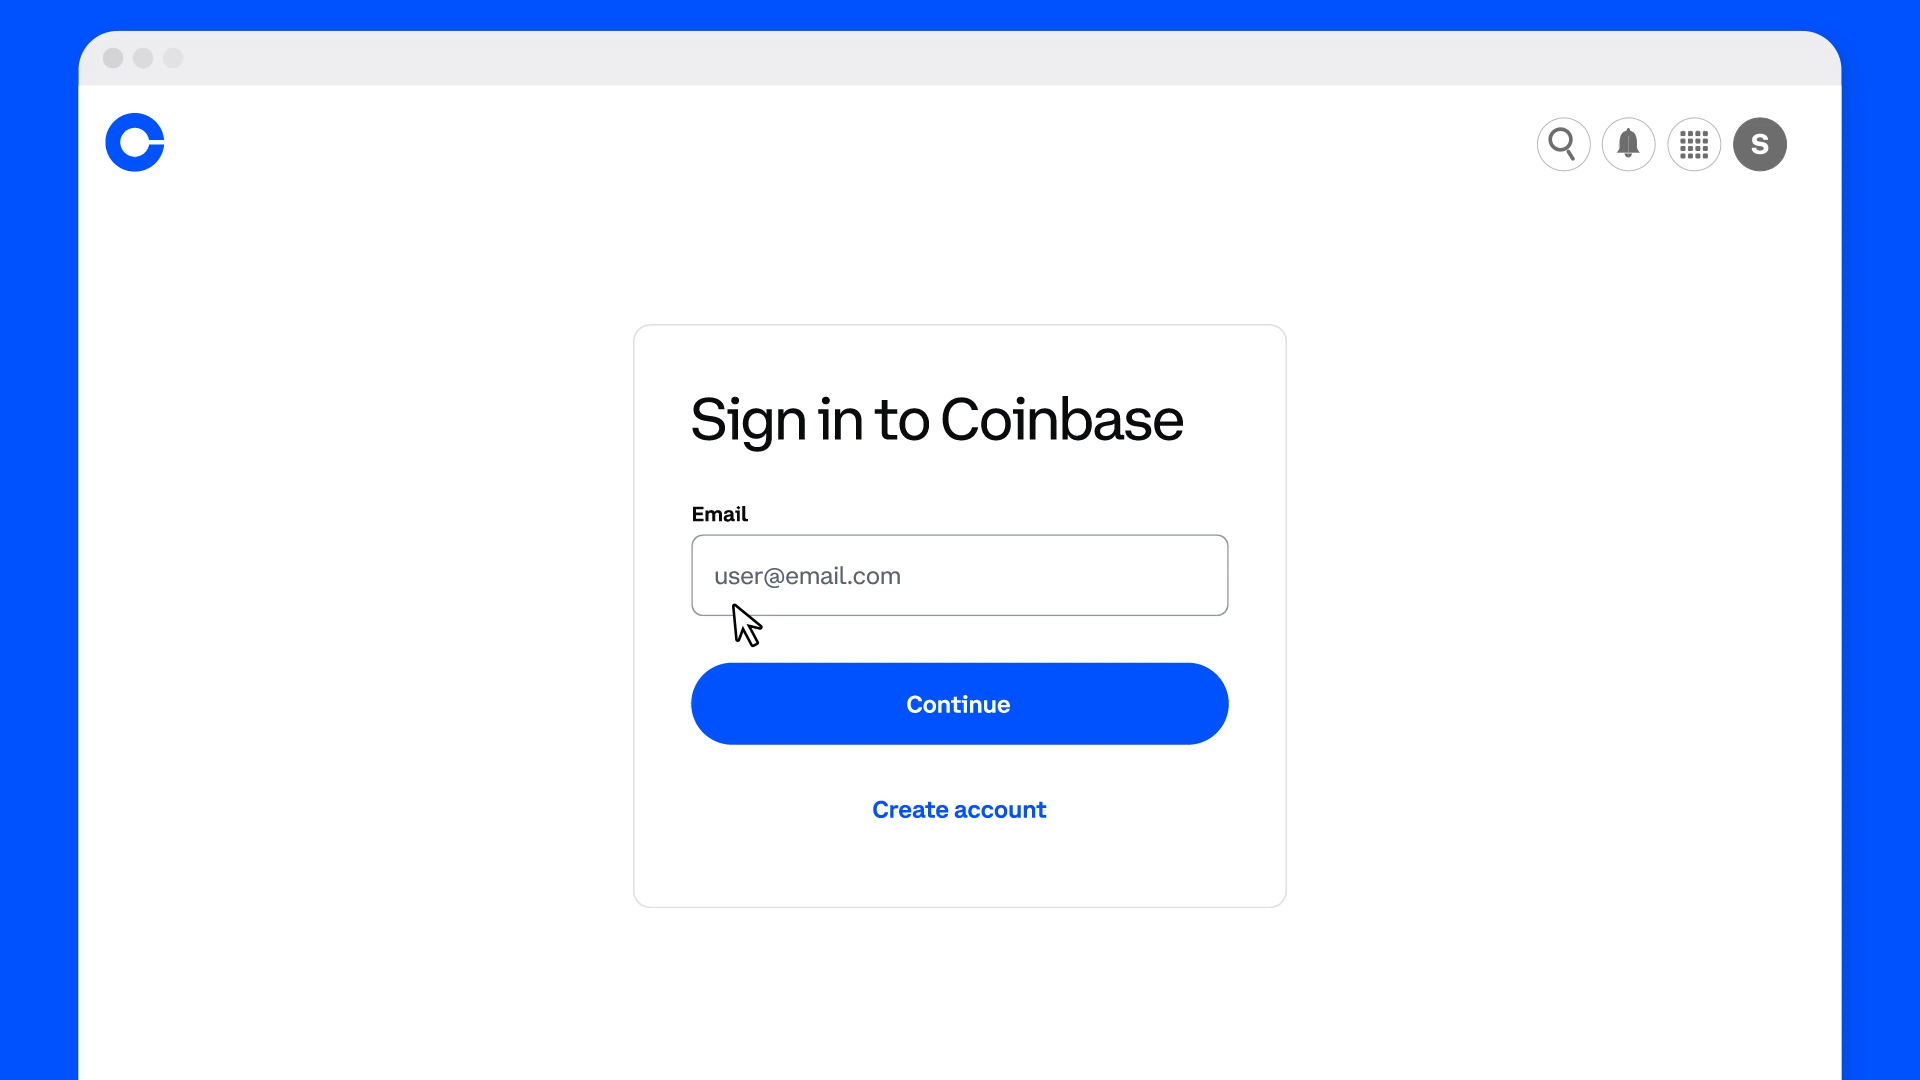 S
Sign in to Coinbase
Email
user@email.com
Continue
Create account